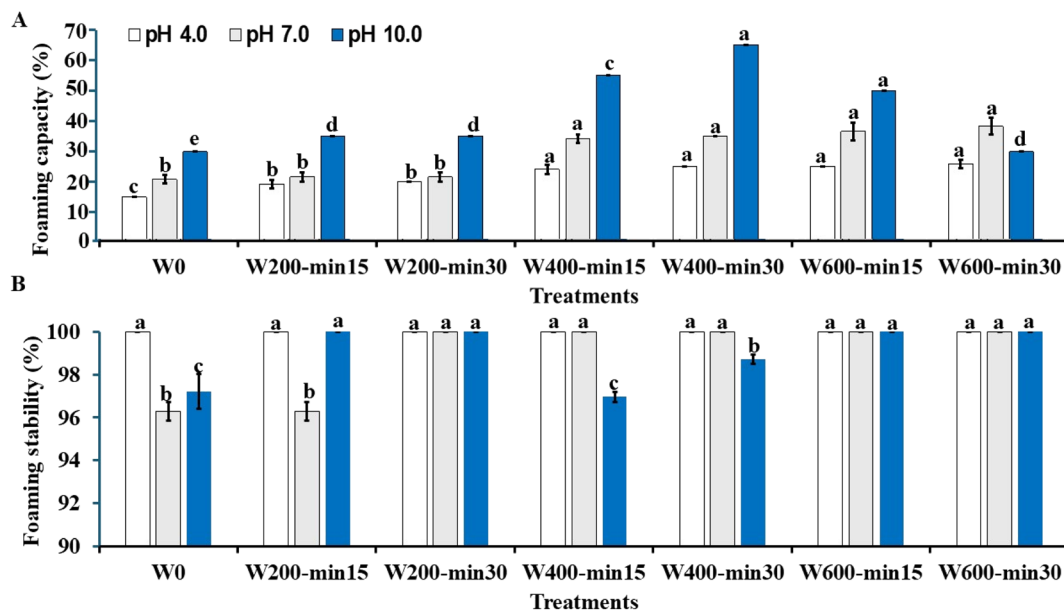 A
pH 4.0 pH 7.0 pH 10.0
Foaming capacity (%)
70
60
50
40
30
20
10
0
c b e b b d b b d a a c a a a a a a a a d
W0 W200-min15 W200-min30 W400-min15 W400-min30 W600-min15 W600-min30
Treatments
B
Foaming stability (%)
100
98
96
94
92
90
a b c a b a a a a a a c a a b a a a a a a
W0 W200-min15 W200-min30 W400-min15 W400-min30 W600-min15 W600-min30
Treatments